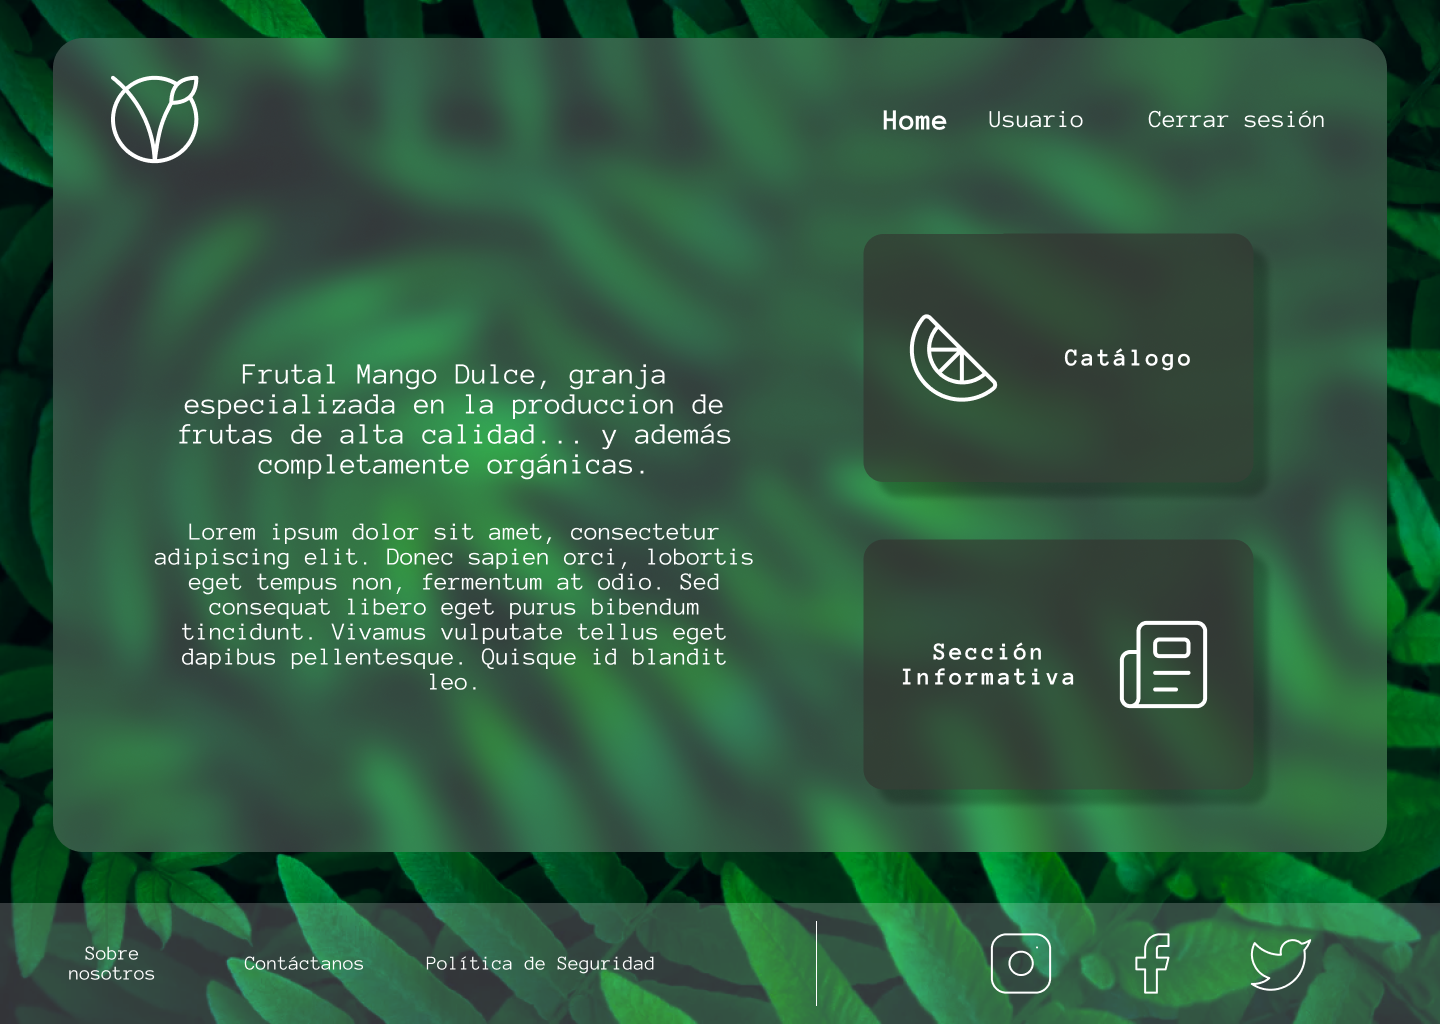 Home Usuario Cerrar sesión
Frutal Mango Dulce, granja
especializada en la produccion de
frutas de alta calidad... y además
completamente orgánicas.
Lorem ipsum dolor sit amet, consectetur
adipiscing elit. Donec sapien orci, lobortis
eget tempus non, fermentum at odio. Sed
consequat libero eget purus bibendum
tincidunt. Vivamus vulputate tellus eget
dapibus pellentesque. Quisque id blandit
leo.
Catálogo
Sección
Informativa
Sobre
nosotros
Contáctanos
Política de Seguridad